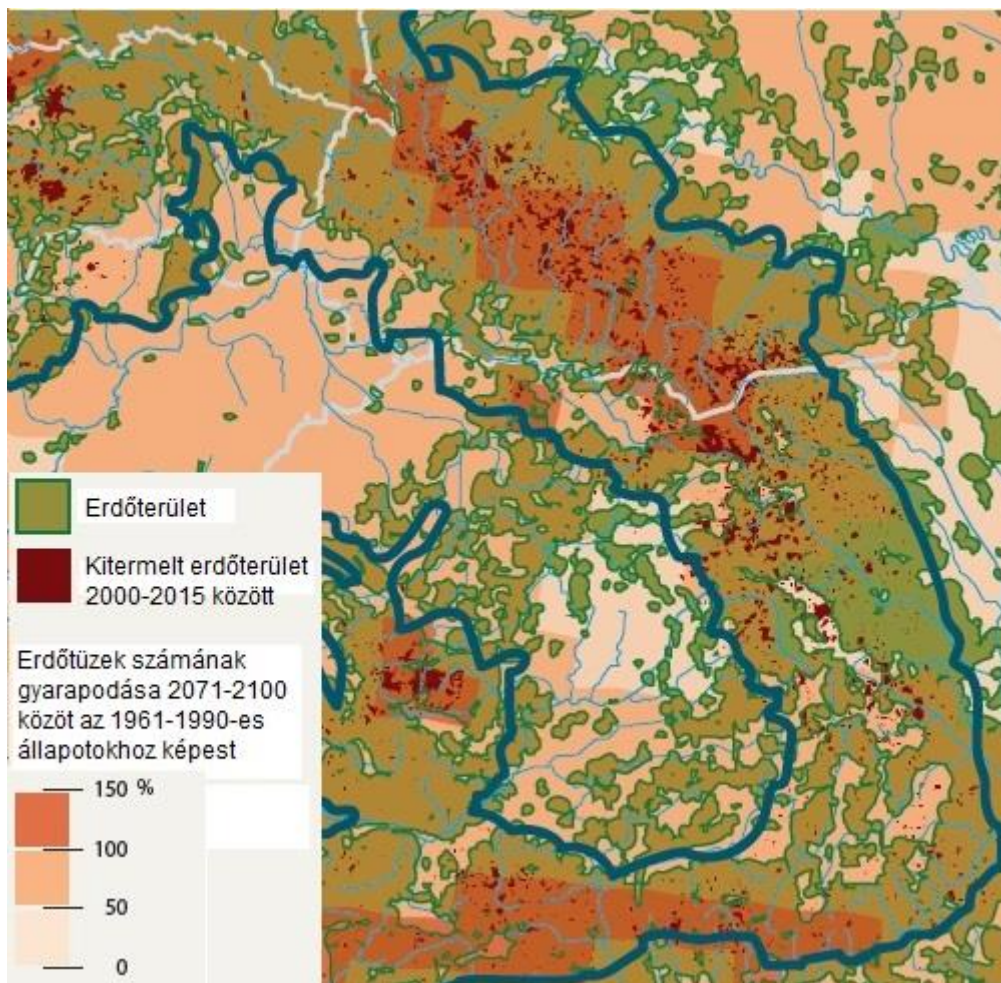 Erdőterület
Kitermelt erdőterület
2000-2015 között
Erdőtüzek számának
gyarapodása 2071-2100
közöt az 1961-1990-es
állapotokhoz képest
150 %
100
50
0